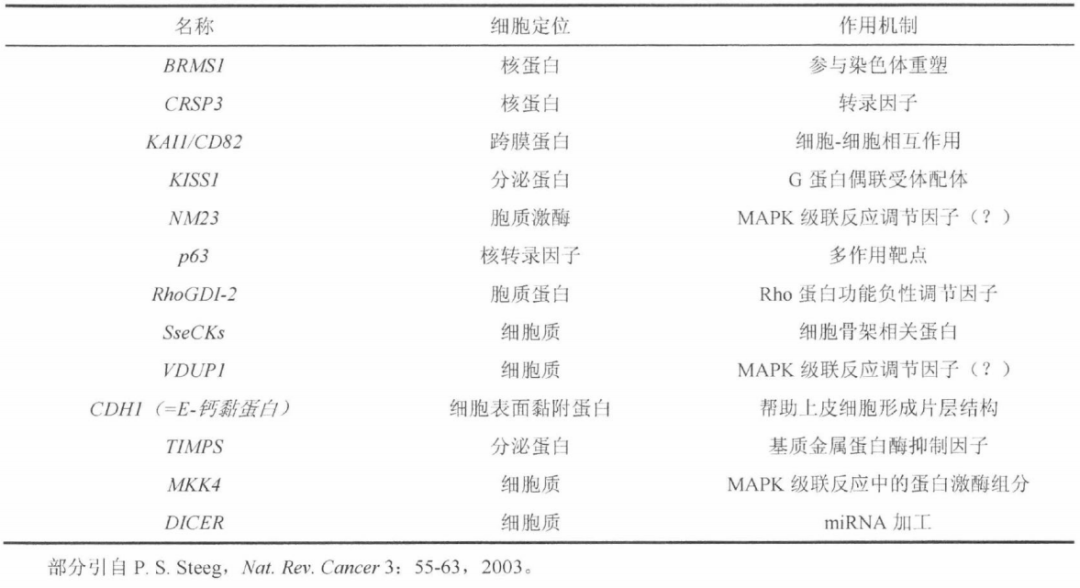 名称 细胞定位 作用机制
BRMS1 核蛋白 参与染色体重塑
CRSP3 核蛋白 转录因子
KAI1/CD82 跨膜蛋白 细胞-细胞相互作用
KISS1 分泌蛋白 G 蛋白偶联受体配体
NM23 胞质激酶 MAPK 级联反应调节因子（？）
p63 核转录因子 多作用靶点
RhoGDI-2 胞质蛋白 Rho 蛋白功能负性调节因子
SseCKs 细胞质 细胞骨架相关蛋白
VDUP1 细胞质 MAPK 级联反应调节因子（？）
CDH1（=E-钙黏蛋白） 细胞表面黏附蛋白 帮助上皮细胞形成片层结构
TIMPS 分泌蛋白 基质金属蛋白酶抑制因子
MKK4 细胞质 MAPK 级联反应中的蛋白激酶组分
DICER 细胞质 miRNA 加工
部分引自 P. S. Steeg，Nat. Rev. Cancer 3：55-63，2003。